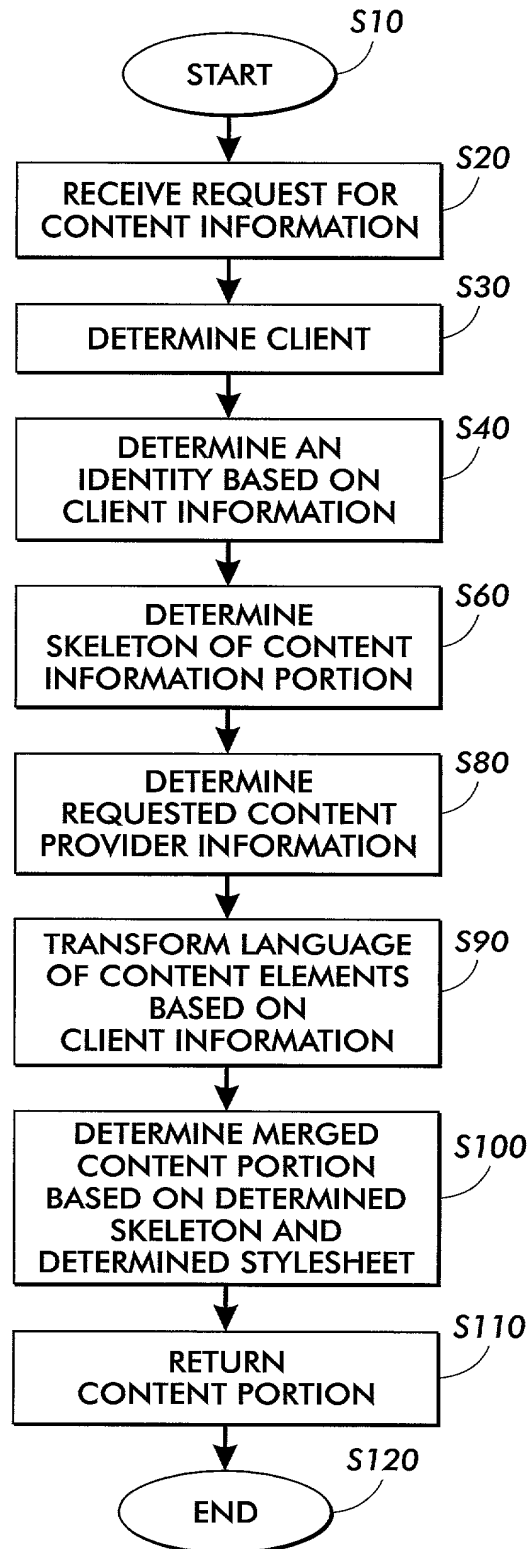 S10
START
S20
RECEIVE REQUEST FOR
CONTENT INFORMATION
S30
DETERMINE CLIENT
S40
DETERMINE AN
IDENTITY BASED ON
CLIENT INFORMATION
S60
DETERMINE
SKELETON OF CONTENT
INFORMATION PORTION
S80
DETERMINE
REQUESTED CONTENT
PROVIDER INFORMATION
S90
TRANSFORM LANGUAGE
OF CONTENT ELEMENTS
BASED ON
CLIENT INFORMATION
S100
DETERMINE MERGED
CONTENT PORTION
BASED ON DETERMINED
SKELETON AND
DETERMINED STYLESHEET
S110
RETURN
CONTENT PORTION
S120
END